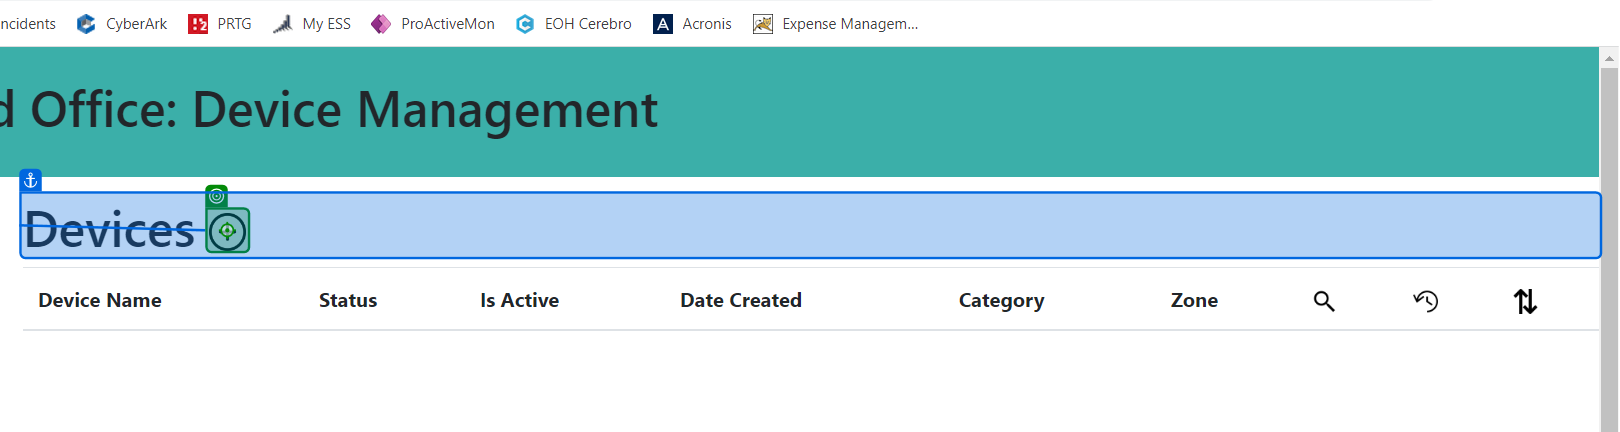 ncidents CyberArk PRTG My ESS ProActiveMon EOH Cerebro Acronis Expense Managem...
d Office: Device Management
Devices
Device Name Status Is Active Date Created Category Zone